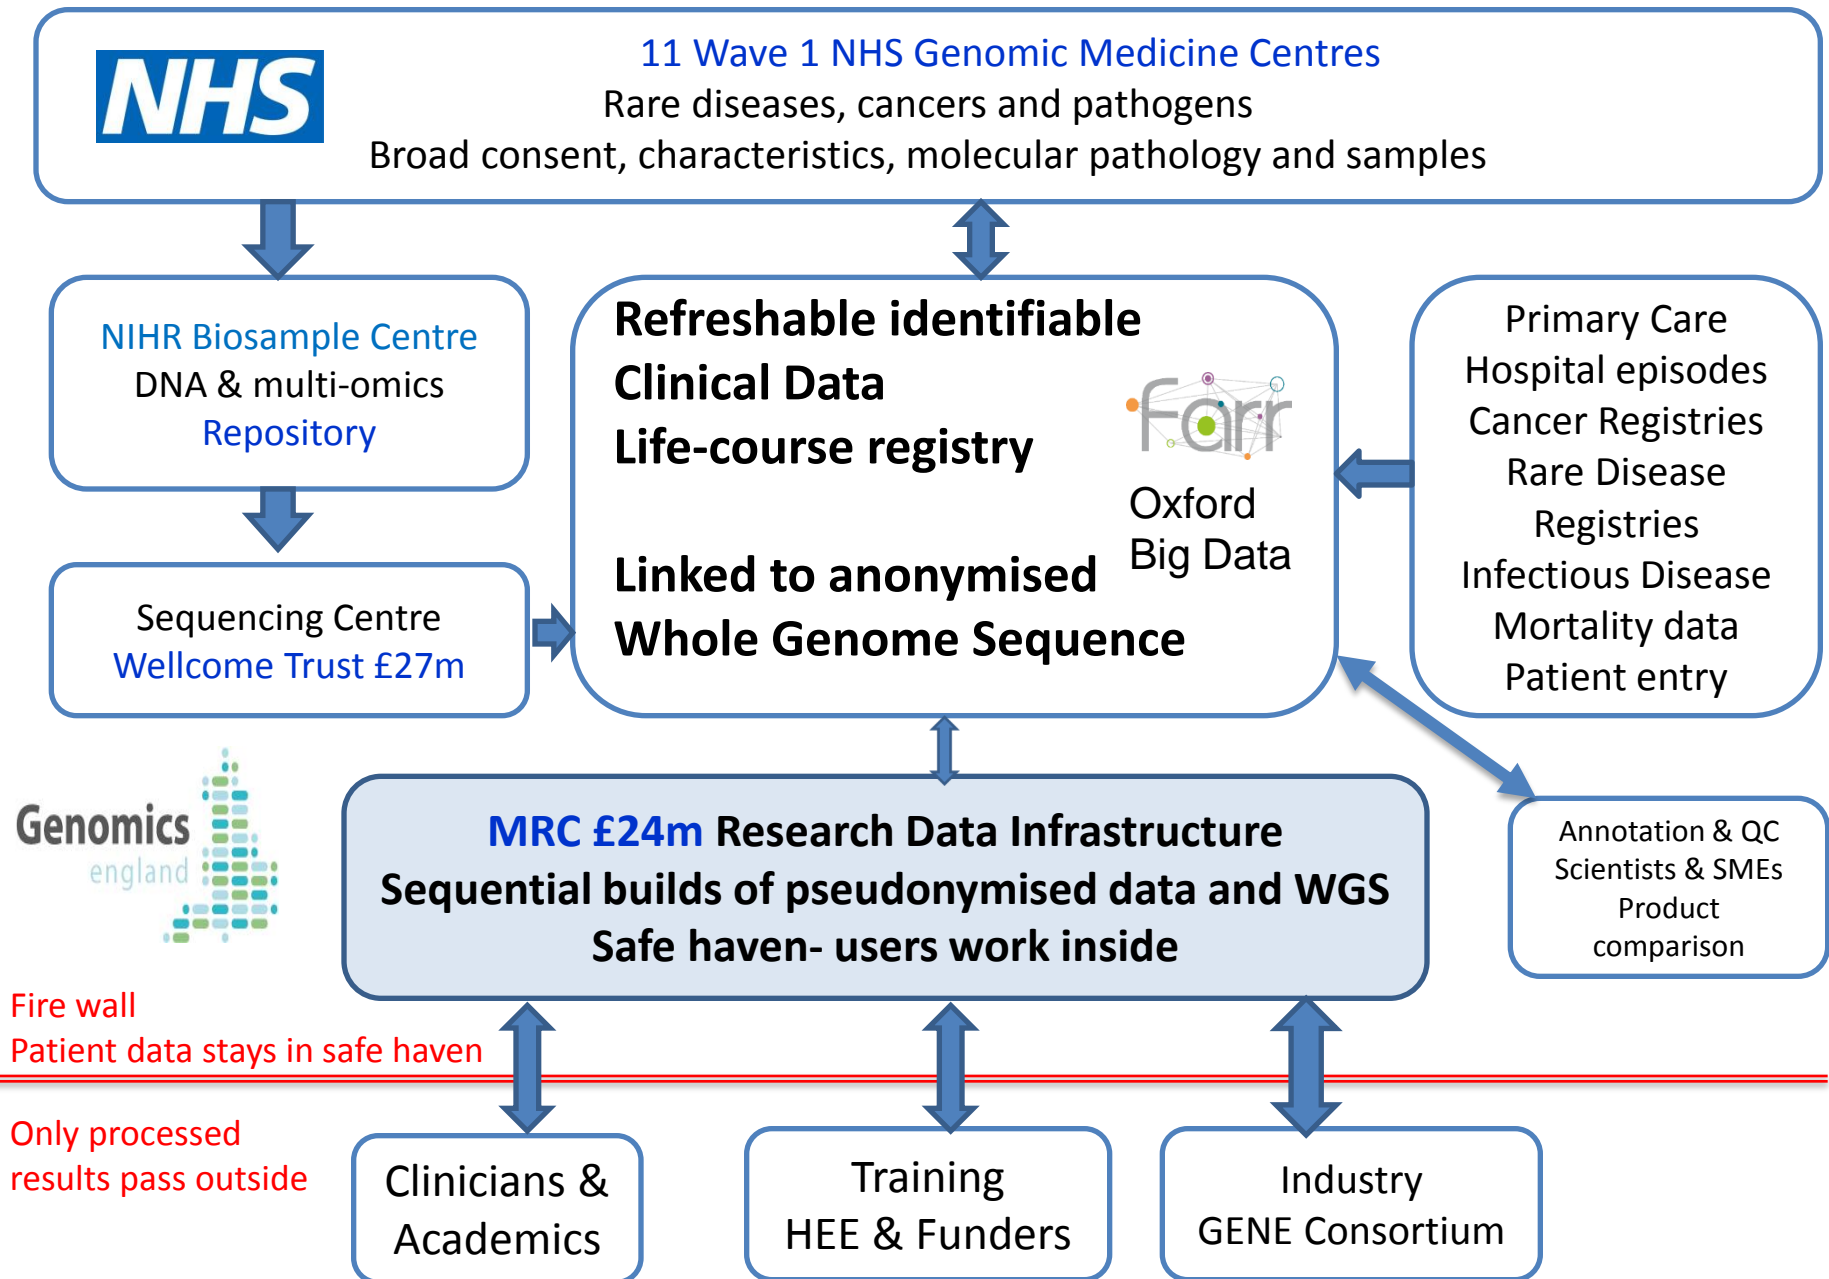 NHS
11 Wave 1 NHS Genomic Medicine Centres
Rare diseases, cancers and pathogens
Broad consent, characteristics, molecular pathology and samples
NIHR Biosample Centre
DNA & multi-omics
Repository
Sequencing Centre
Wellcome Trust £27m
Refreshable identifiable
Clinical Data
Life-course registry
Linked to anonymised
Whole Genome Sequence
Farr
Oxford
Big Data
Primary Care
Hospital episodes
Cancer Registries
Rare Disease
Registries
Infectious Disease
Mortality data
Patient entry
Genomics
england
MRC £24m Research Data Infrastructure
Sequential builds of pseudonymised data and WGS
Safe haven- users work inside
Annotation & QC
Scientists & SMEs
Product
comparison
Fire wall
Patient data stays in safe haven
Only processed
results pass outside
Clinicians &
Academics
Training
HEE & Funders
Industry
GENE Consortium